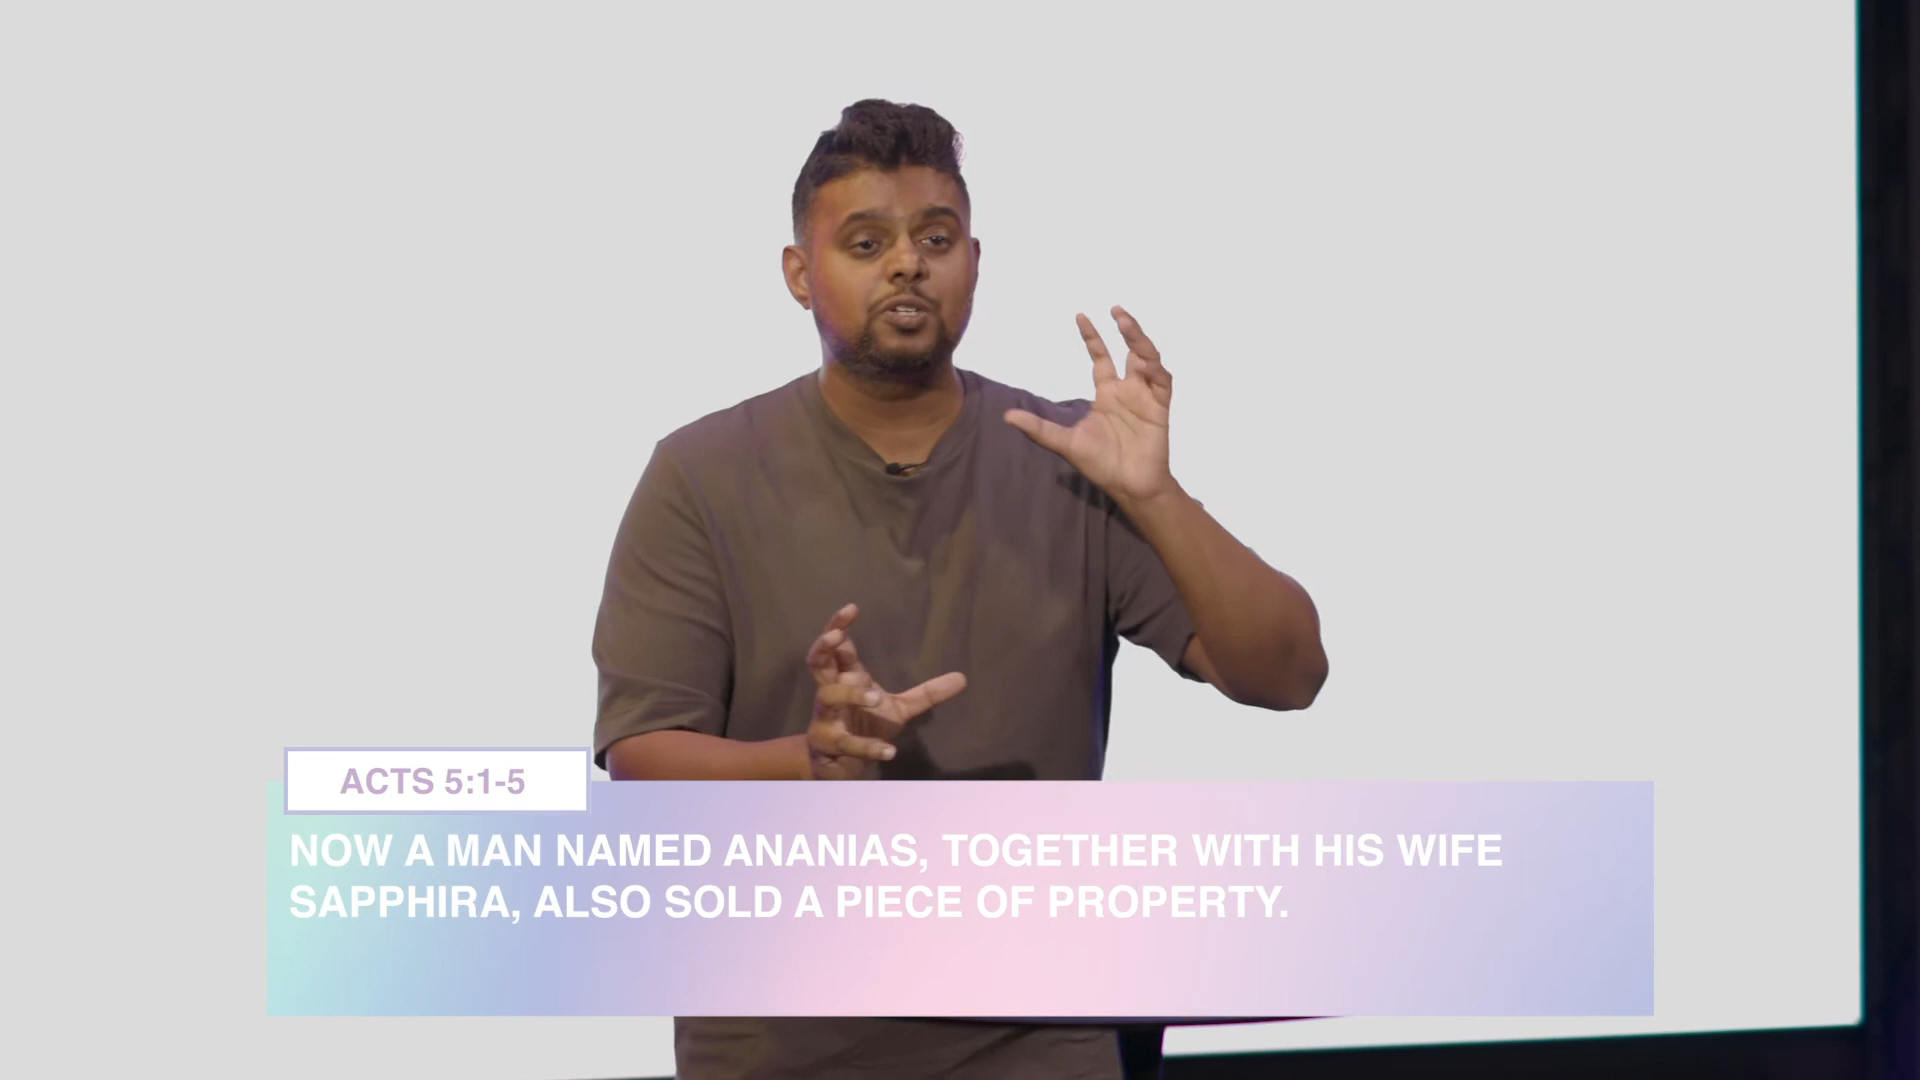 ACTS 5:1-5
NOW A MAN NAMED ANANIAS, TOGETHER WITH HIS WIFE
SAPPHIRA, ALSO SOLD A PIECE OF PROPERTY.